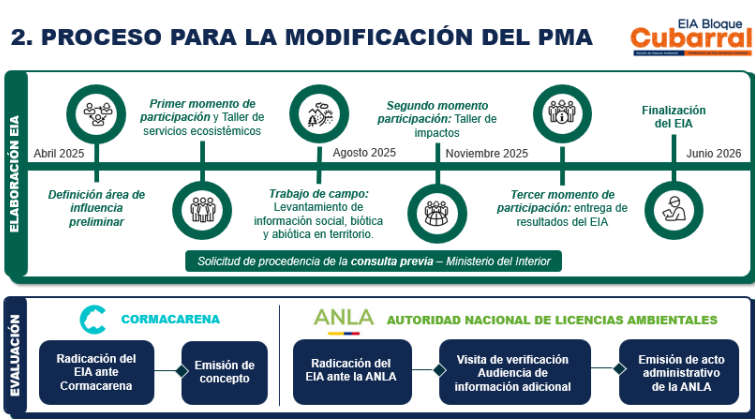 2. PROCESO PARA LA MODIFICACIÓN DEL PMA
EIA Bloque
Cubarral
ELABORACIÓN EIA
Abril 2025
Definición área de
influencia
preliminar
Primer momento de
participación y Taller de
servicios ecosistémicos
Agosto 2025
Trabajo de campo:
Levantamiento de
información social, biótica
y abiótica en territorio.
Segundo momento
participación: Taller de
impactos
Noviembre 2025
Tercer momento de
participación: entrega de
resultados del EIA
Finalización
del EIA
Junio 2026
Solicitud de procedencia de la consulta previa – Ministerio del Interior
EVALUACIÓN
CORMACARENA
Radicación del
EIA ante
Cormacarena
Emisión de
concepto
ANLA
AUTORIDAD NACIONAL DE LICENCIAS AMBIENTALES
Radicación del
EIA ante la ANLA
Visita de verificación
Audiencia de
información adicional
Emisión de acto
administrativo
de la ANLA